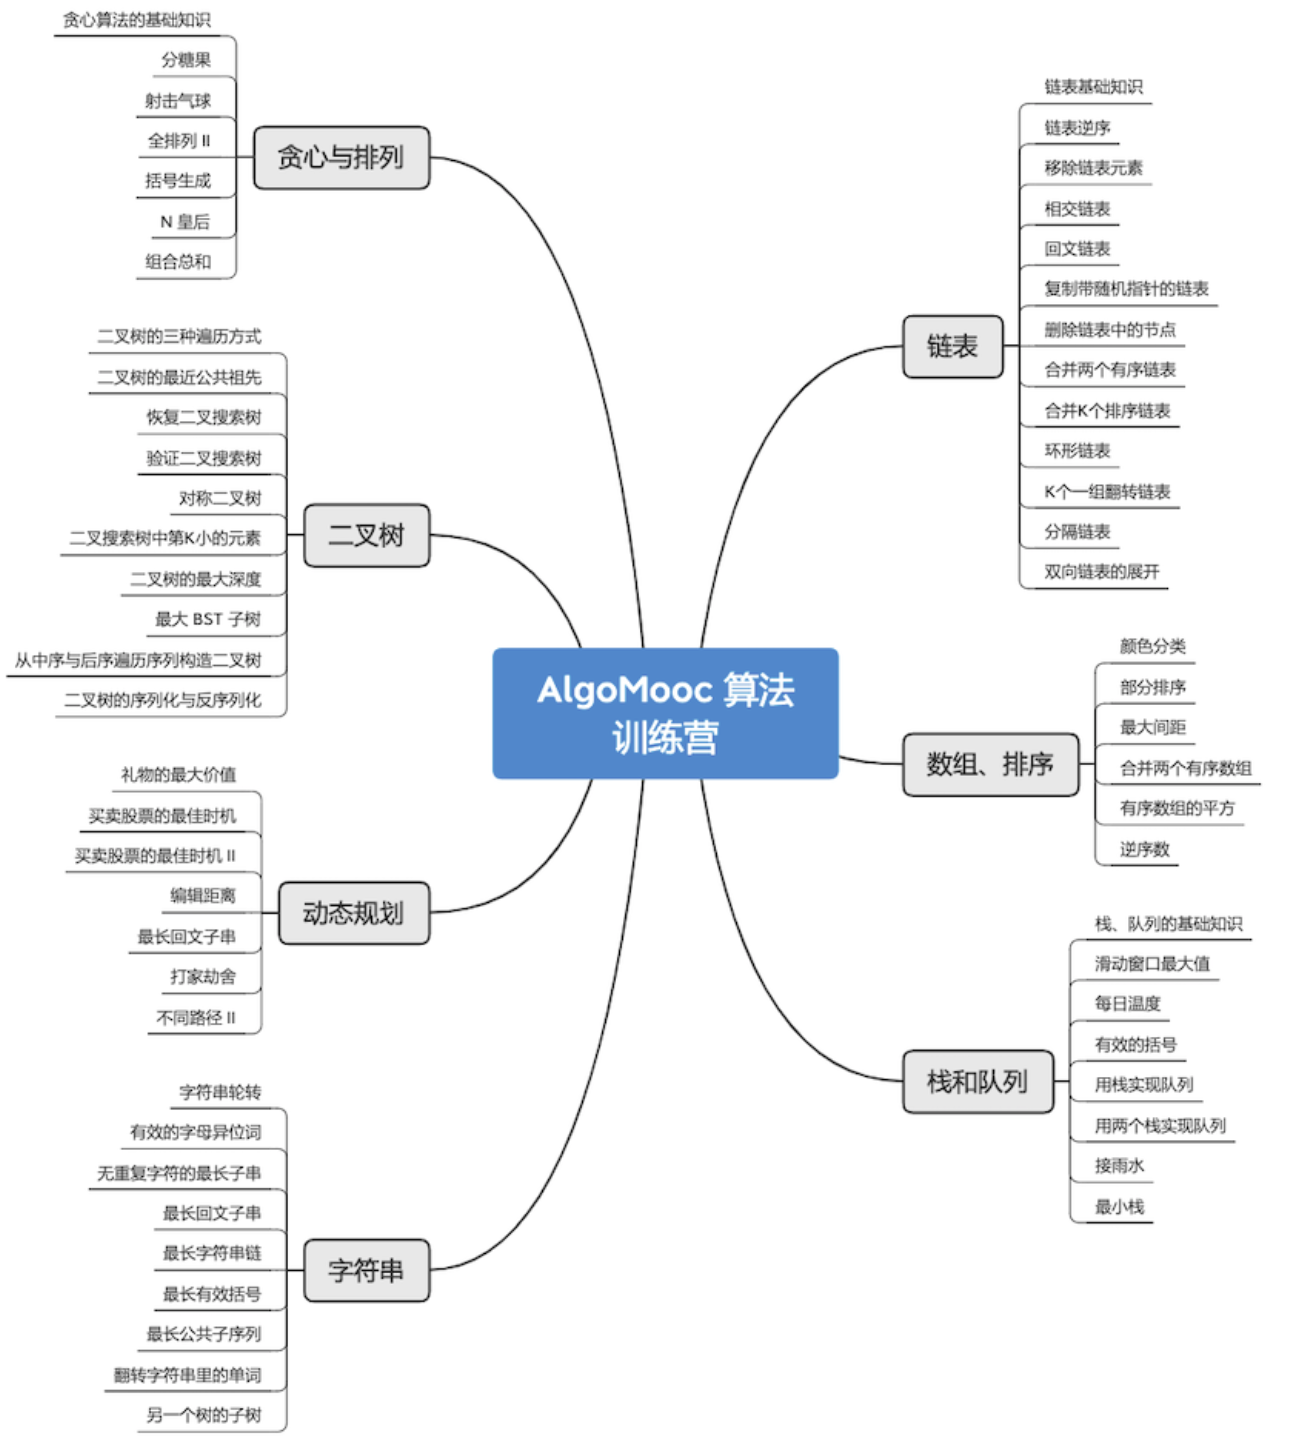 贪心算法的基础知识
分糖果
射击气球
全排列 II
括号生成
N 皇后
组合总和
贪心与排列
二叉树的三种遍历方式
二叉树的最近公共祖先
恢复二叉搜索树
验证二叉搜索树
对称二叉树
二叉搜索树中第K小的元素
二叉树的最大深度
最大 BST 子树
从中序与后序遍历序列构造二叉树
二叉树的序列化与反序列化
二叉树
礼物的最大价值
买卖股票的最佳时机
买卖股票的最佳时机 II
编辑距离
最长回文子串
打家劫舍
不同路径 II
动态规划
字符串轮转
有效的字母异位词
无重复字符的最长子串
最长回文子串
最长字符串链
最长有效括号
最长公共子序列
翻转字符串里的单词
另一个树的子树
字符串
AlgoMooc 算法
训练营
链表
链表基础知识
链表逆序
移除链表元素
相交链表
回文链表
复制带随机指针的链表
删除链表中的节点
合并两个有序链表
合并K个排序链表
环形链表
K个一组翻转链表
分隔链表
双向链表的展开
数组、排序
颜色分类
部分排序
最大间距
合并两个有序数组
有序数组的平方
逆序数
栈和队列
栈、队列的基础知识
滑动窗口最大值
每日温度
有效的括号
用栈实现队列
用两个栈实现队列
接雨水
最小栈